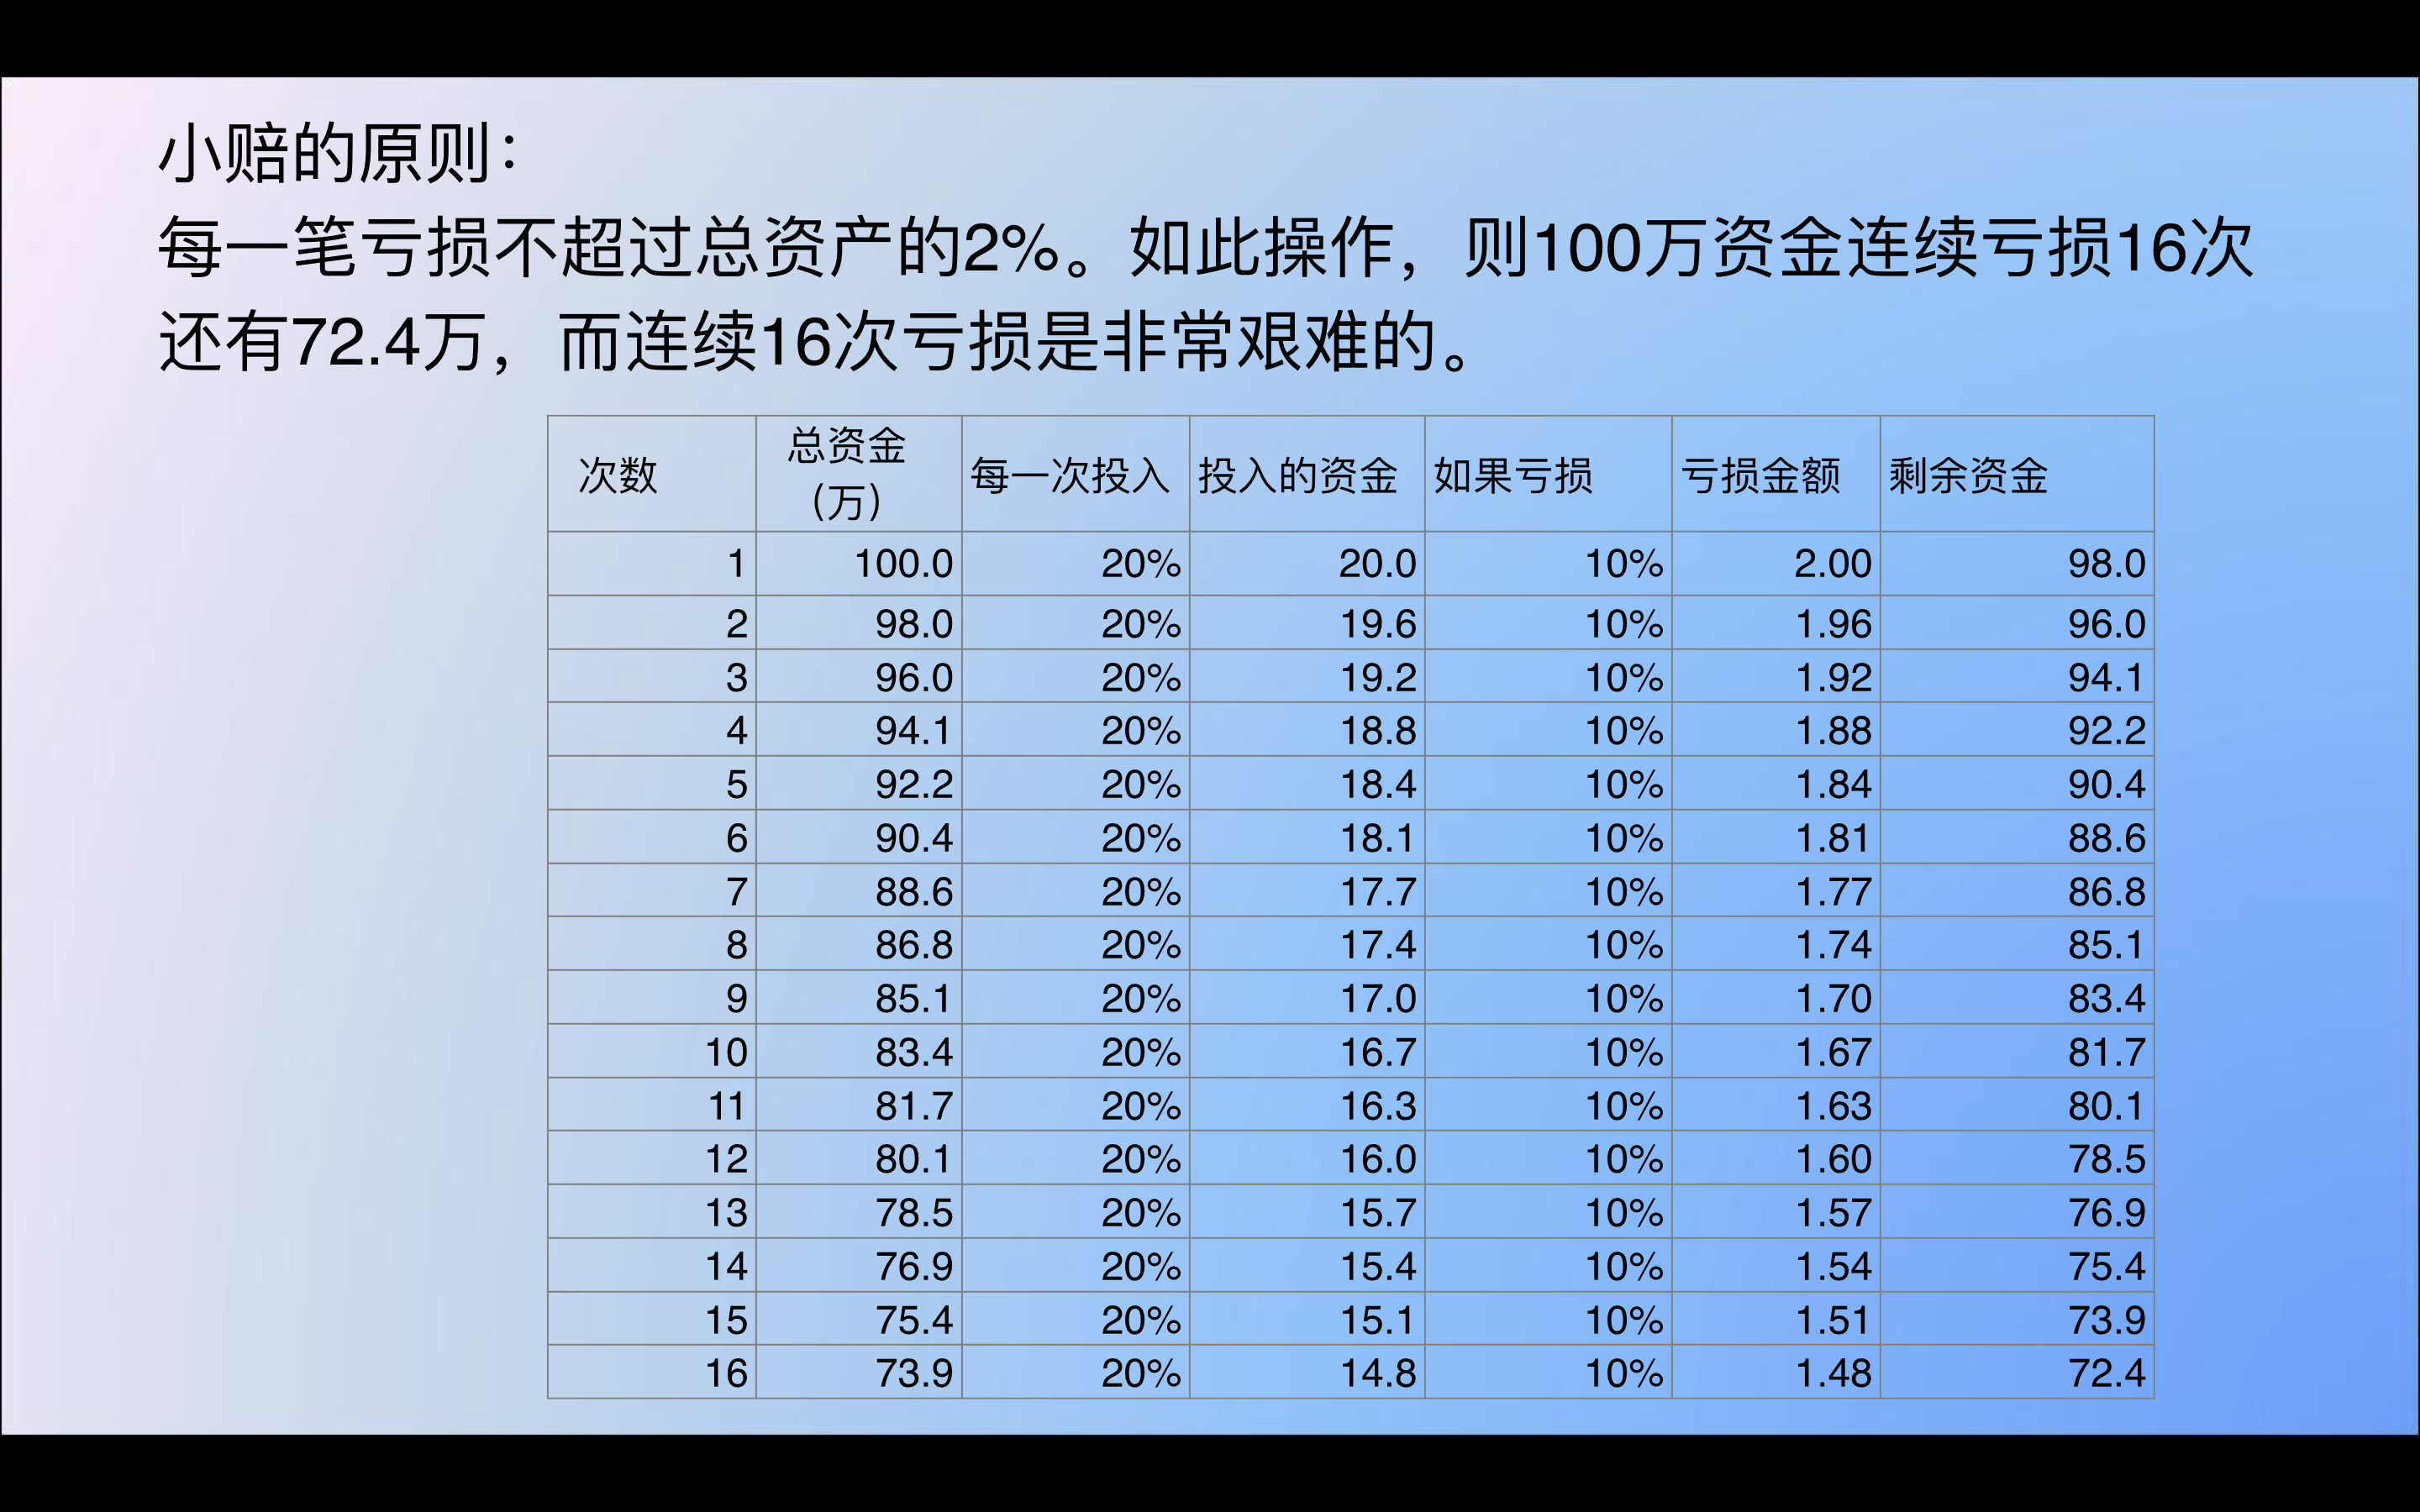 小赔的原则：
每一笔亏损不超过总资产的2%。如此操作，则100万资金连续亏损16次
还有72.4万，而连续16次亏损是非常艰难的。
次数 总资金（万） 每一次投入 投入的资金 如果亏损 亏损金额 剩余资金
1 100.0 20% 20.0 10% 2.00 98.0
2 98.0 20% 19.6 10% 1.96 96.0
3 96.0 20% 19.2 10% 1.92 94.1
4 94.1 20% 18.8 10% 1.88 92.2
5 92.2 20% 18.4 10% 1.84 90.4
6 90.4 20% 18.1 10% 1.81 88.6
7 88.6 20% 17.7 10% 1.77 86.8
8 86.8 20% 17.4 10% 1.74 85.1
9 85.1 20% 17.0 10% 1.70 83.4
10 83.4 20% 16.7 10% 1.67 81.7
11 81.7 20% 16.3 10% 1.63 80.1
12 80.1 20% 16.0 10% 1.60 78.5
13 78.5 20% 15.7 10% 1.57 76.9
14 76.9 20% 15.4 10% 1.54 75.4
15 75.4 20% 15.1 10% 1.51 73.9
16 73.9 20% 14.8 10% 1.48 72.4